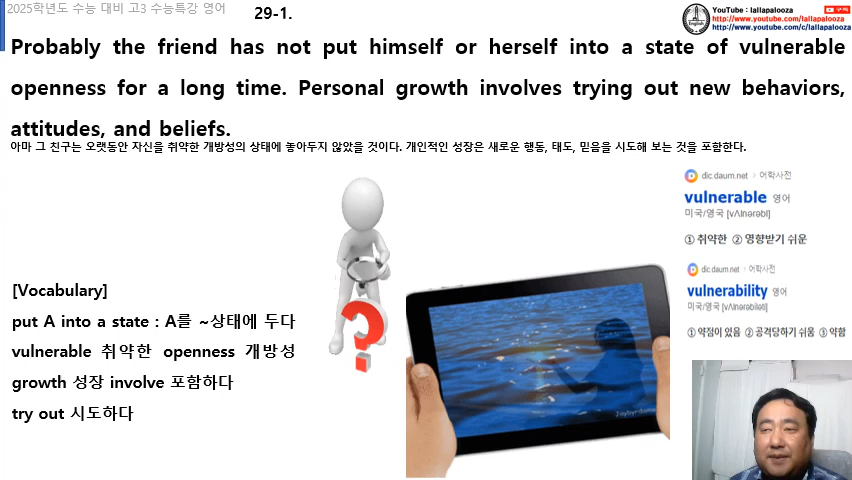 2025학년도 수능 대비 고3 수능특강 영어
29-1.
YouTube : lallapalooza
구독
http://www.youtube.com/lallapalooza
http://www.youtube.com/c/lallapalooza
Probably the friend has not put himself or herself into a state of vulnerable
openness for a long time. Personal growth involves trying out new behaviors,
attitudes, and beliefs.
아마 그 친구는 오랫동안 자신을 취약한 개방성의 상태에 놓아두지 않았을 것이다. 개인적인 성장은 새로운 행동, 태도, 믿음을 시도해 보는 것을 포함한다.
dic.daum.net › 어학사전
vulnerable 영어
미국/영국 [vʌlnərəbl]
① 취약한 ② 영향받기 쉬운
dic.daum.net › 어학사전
vulnerability 영어
① 약점이 있음 ② 공격당하기 쉬움 ③ 약함
[Vocabulary]
put A into a state : A를 ~상태에 두다
vulnerable 취약한 openness 개방성
growth 성장 involve 포함하다
try out 시도하다